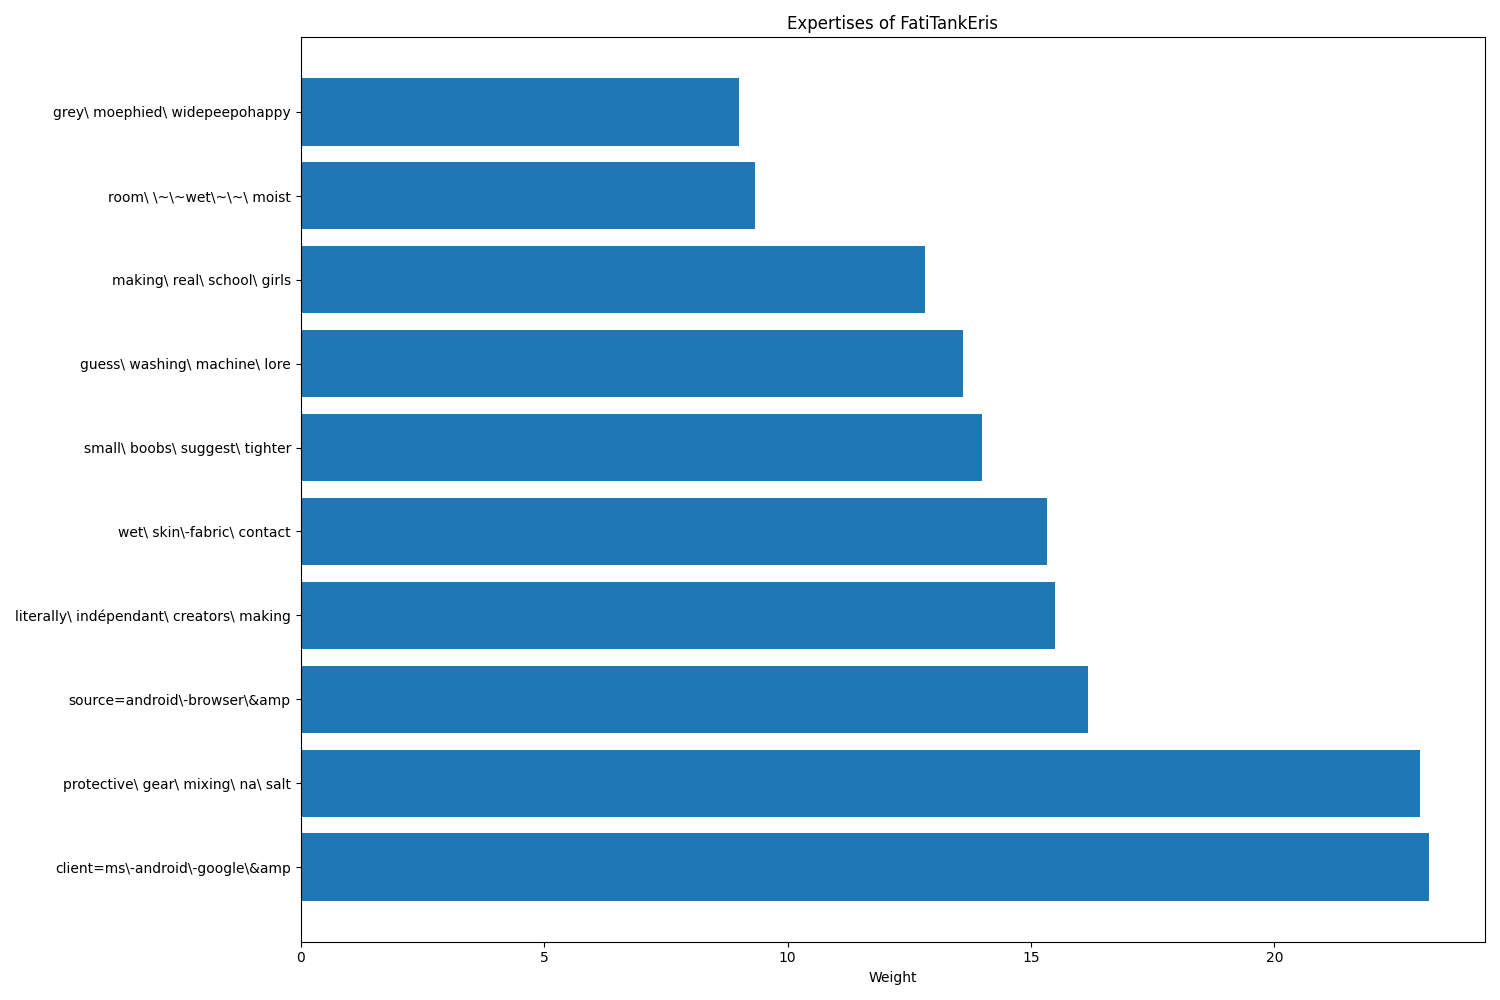 Expertises of FatiTankEris
grey\ moephied\ widepeepohappy
room\ \~\~wet\~\~\ moist
making\ real\ school\ girls
guess\ washing\ machine\ lore
small\ boobs\ suggest\ tighter
wet\ skin\-fabric\ contact
literally\ indépendant\ creators\ making
source=android\-browser\&amp
protective\ gear\ mixing\ na\ salt
client=ms\-android\-google\&amp
0 5 10 15 20
Weight